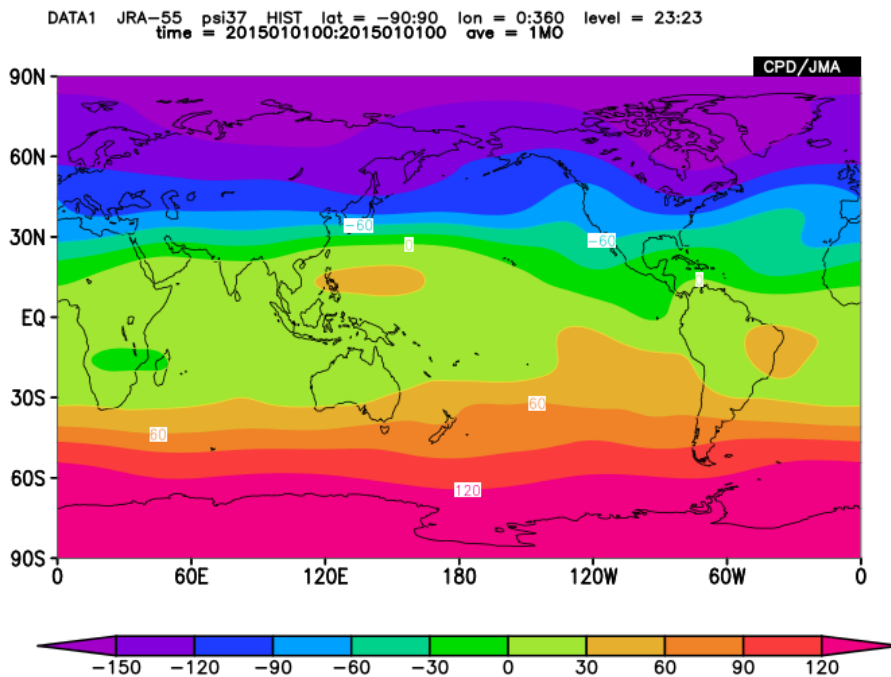 DATA1 JRA-55 psi37 HIST lat = -90:90 lon = 0:360 level = 23:23
time = 2015010100:2015010100 ave = 1MO
CPD/JMA
90N
60N
30N
EQ
30S
60S
90S
-60
0
-60
0
60
60
120
0 60E 120E 180 120W 60W 0
-150 -120 -90 -60 -30 0 30 60 90 120